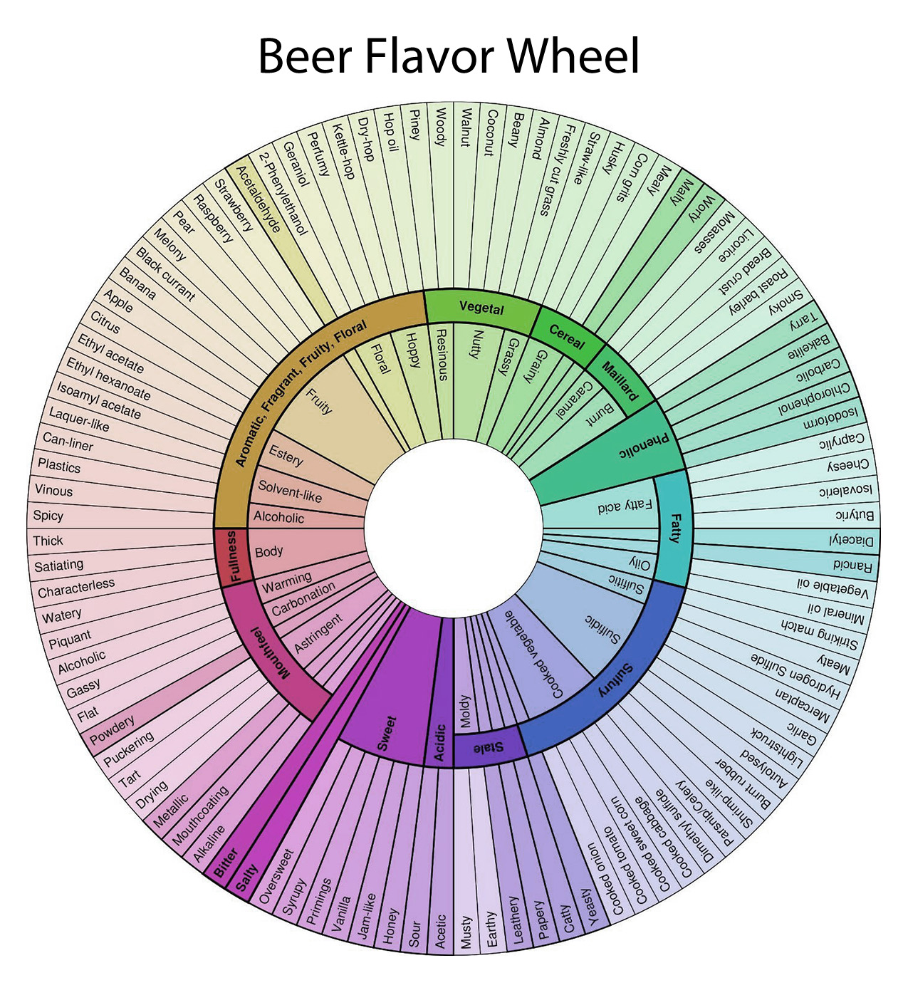 Beer Flavor Wheel
Woody
Walnut
Coconut
Beany
Almond
Freshly cut grass
Straw-like
Husky
Corn grits
Mealy
Malty
Worty
Molasses
Licorice
Bread crust
Roast barley
Smoky
Tarry
Bakelite
Carbolic
Chlorophenol
Isodoform
Caprylic
Cheesy
Isovaleric
Butyric
Diacetyl
Rancid
Vegetable oil
Mineral oil
Striking match
Meaty
Hydrogen Sulfide
Mercaptan
Garlic
Lightstruck
Autolysed
Burnt rubber
Shrimp-like
Parsnip/Celery
Dimethyl sulfide
Cooked cabbage
Cooked sweet corn
Cooked tomato
Cooked onion
Yeasty
Catty
Papery
Leathery
Earthy
Musty
Acetic
Sour
Honey
Jam-like
Vanilla
Primings
Syrupy
Oversweet
Salty
Bitter
Alkaline
Mouthcoating
Metallic
Drying
Tart
Puckering
Powdery
Flat
Gassy
Alcoholic
Piquant
Watery
Characterless
Satiating
Thick
Spicy
Vinous
Plastics
Can-liner
Laquer-like
Isoamyl acetate
Ethyl hexanoate
Ethyl acetate
Citrus
Apple
Banana
Black currant
Melony
Pear
Raspberry
Strawberry
Acetaldehyde
2-Phenylethanol
Geraniol
Perfumy
Kettle-hop
Dry-hop
Hop oil
Piney
Aromatic, Fragrant, Fruity, Floral
Vegetal
Cereal
Maillard
Phenolic
Fatty
Sulfury
Stale
Acidic
Sweet
Mouthfeel
Fullness
Alcoholic
Solvent-like
Estery
Fruity
Floral
Hoppy
Resinous
Nutty
Grassy
Grainy
Caramel
Burnt
Fatty acid
Oily
Sulfitic
Sulfidic
Cooked vegetable
Moldy
Astringent
Carbonation
Warming
Body